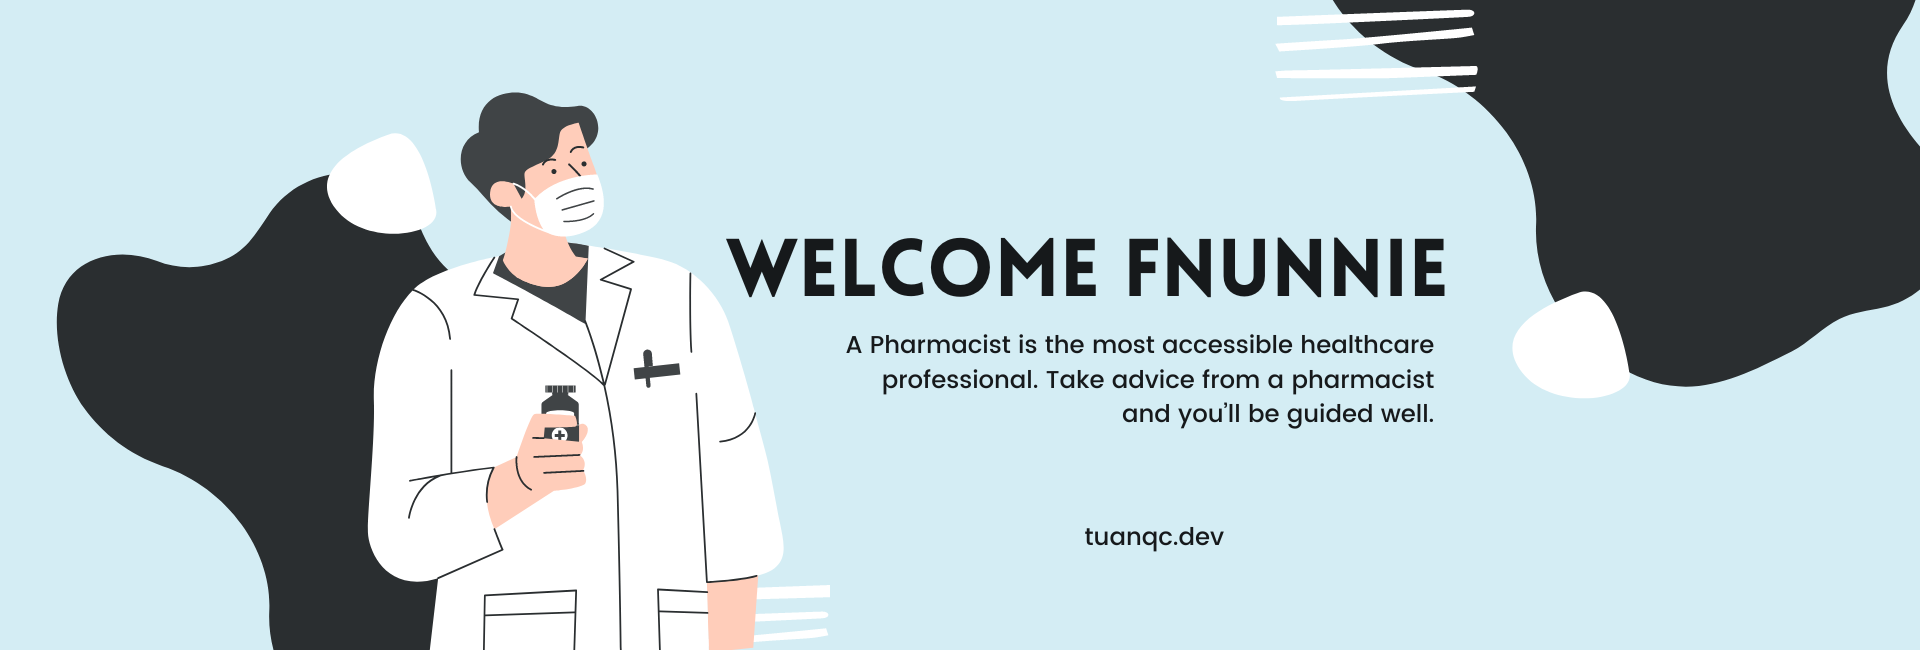 WELCOME FNUNNIE
A Pharmacist is the most accessible healthcare
professional. Take advice from a pharmacist
and you'll be guided well.
tuanqc.dev